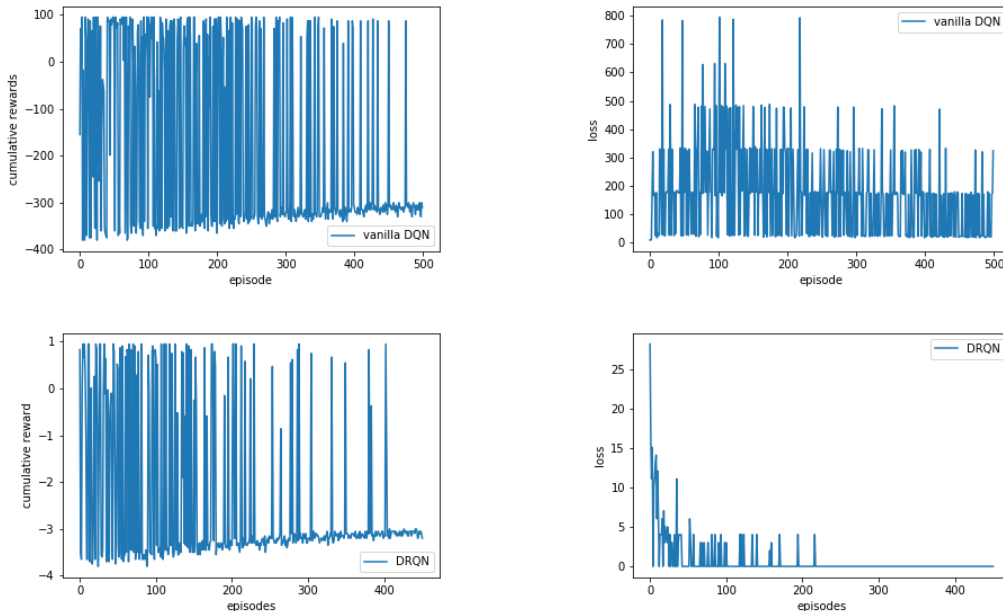 100
0
−100
−200
−300
−400
cumulative rewards
0 100 200 300 400 500
episode
vanilla DQN
800
700
600
500
400
300
200
100
0
loss
0 100 200 300 400 500
episode
vanilla DQN
1
0
−1
−2
−3
−4
cumulative reward
0 100 200 300 400
episodes
DRQN
25
20
15
10
5
0
loss
0 100 200 300 400
episodes
DRQN